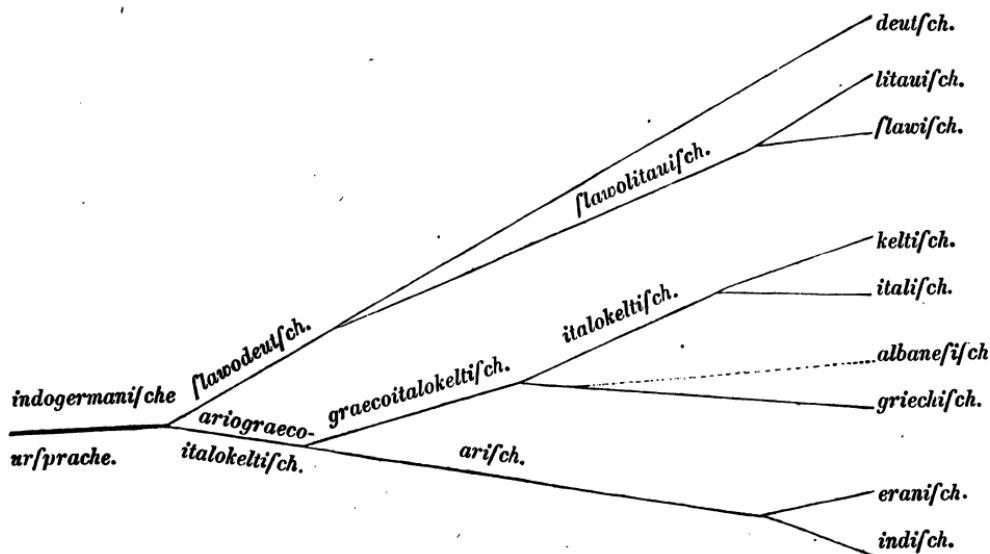 deutſch.
litauiſch.
ſlawiſch.
ſlawolitauiſch.
keltiſch.
italiſch.
italokeltiſch.
ſlawodeutſch.
albaneſiſch
graecoitalokeltiſch.
griechiſch.
indogermaniſche
urſprache.
ariograeco-
italokeltiſch.
ariſch.
eraniſch.
indiſch.